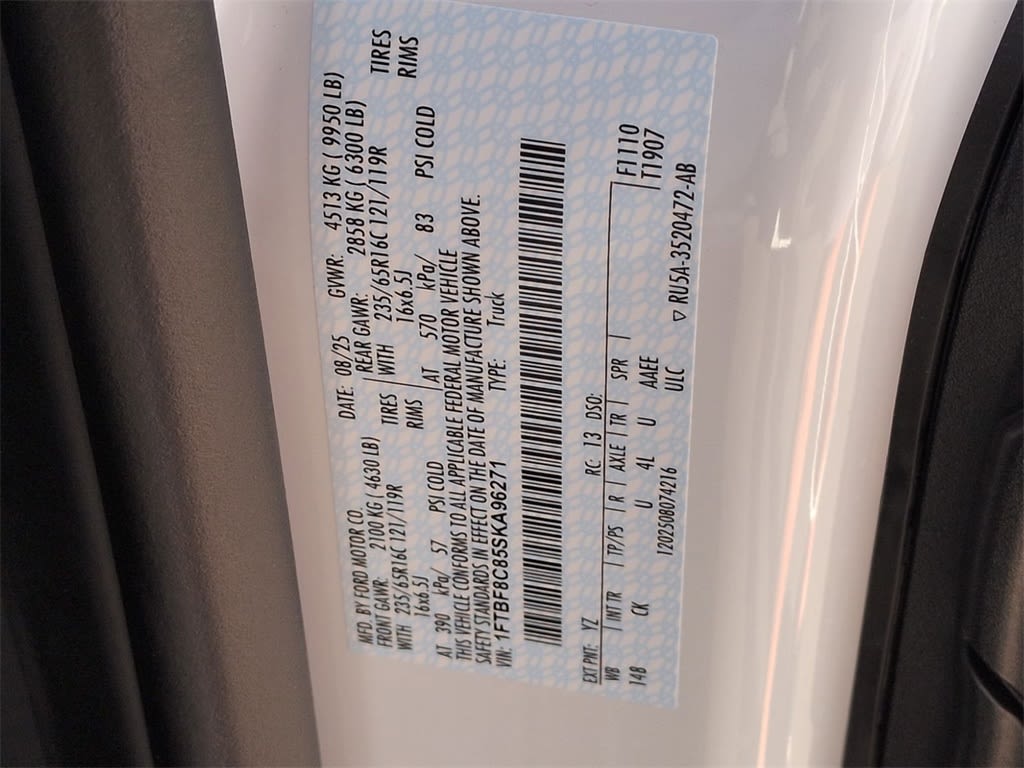 MFD. BY FORD MOTOR CO.
DATE: 08/25 GVWR: 4513 KG ( 9950 LB)
FRONT GAWR: 2100 KG ( 4630 LB) REAR GAWR: 2858 KG ( 6300 LB)
WITH 235/65R16C 121/119R TIRES WITH 235/65R16C 121/119R TIRES
16x6.5J RIMS 16x6.5J RIMS
AT 390 kPa/ 57 PSI COLD AT 570 kPa/ 83 PSI COLD
THIS VEHICLE CONFORMS TO ALL APPLICABLE FEDERAL MOTOR VEHICLE
SAFETY STANDARDS IN EFFECT ON THE DATE OF MANUFACTURE SHOWN ABOVE.
VIN: 1FTBF8C85SKA96271 TYPE: Truck
EXT PNT: YZ RC: 13 DSO: F1110
WB INT TR TP/PS R AXLE TR SPR T1907
148 CK U 4L U AAEE
1202508074216 ULC
▽ RU5A-3520472-AB